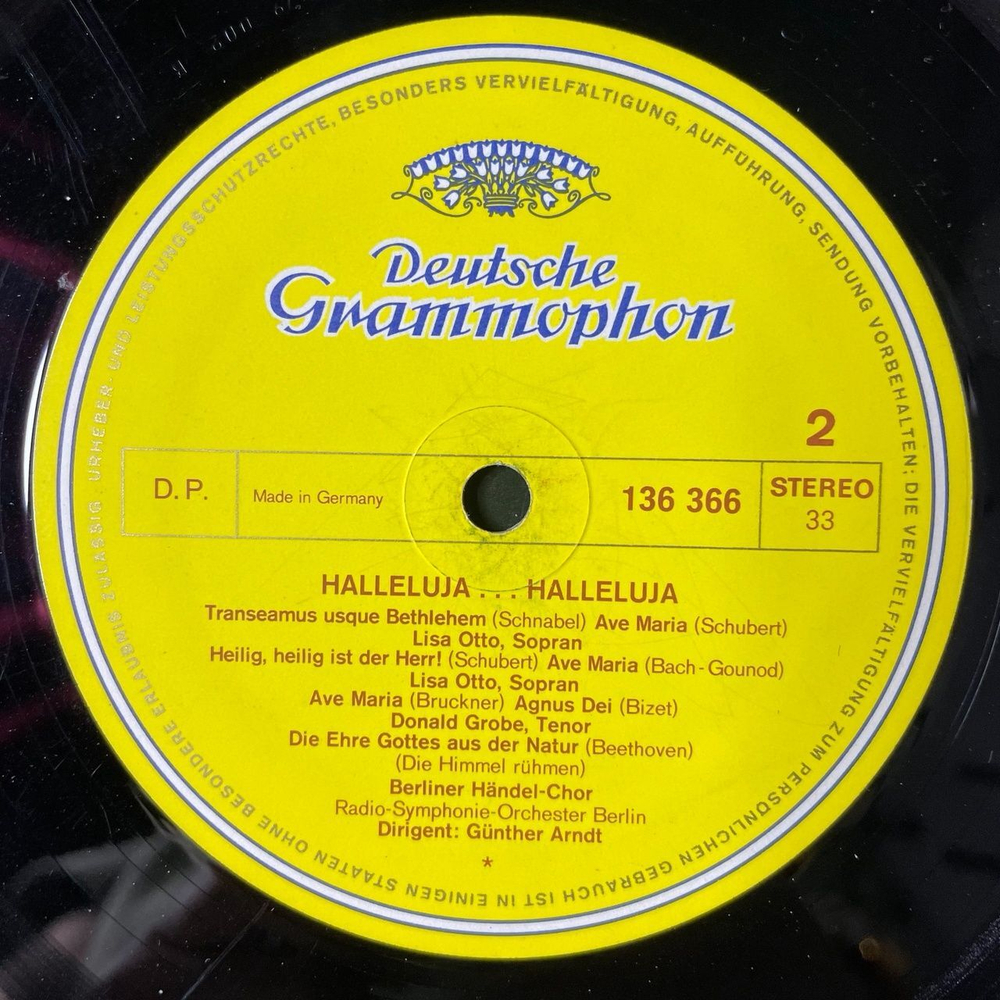 URHEBER- UND LEISTUNGSSCHUTZRECHTE, BESONDERS VERVIELFÄLTIGUNG, AUFFÜHRUNG, SENDUNG VORBEHALTEN: DIE VERVIELFÄLTIGUNG ZUM PERSÖNLICHEN GEBRAUCH IST IN EINIGEN STAATEN OHNE BESONDERE ERLAUBNIS ZULÄSSIG
Deutsche
Grammophon
2
D. P. Made in Germany 136 366 STEREO
33
HALLELUJA . . . HALLELUJA
Transeamus usque Bethlehem (Schnabel) Ave Maria (Schubert)
Lisa Otto, Sopran
Heilig, heilig ist der Herr! (Schubert) Ave Maria (Bach-Gounod)
Lisa Otto, Sopran
Ave Maria (Bruckner) Agnus Dei (Bizet)
Donald Grobe, Tenor
Die Ehre Gottes aus der Natur (Beethoven)
(Die Himmel rühmen)
Berliner Händel-Chor
Radio-Symphonie-Orchester Berlin
Dirigent: Günther Arndt
*